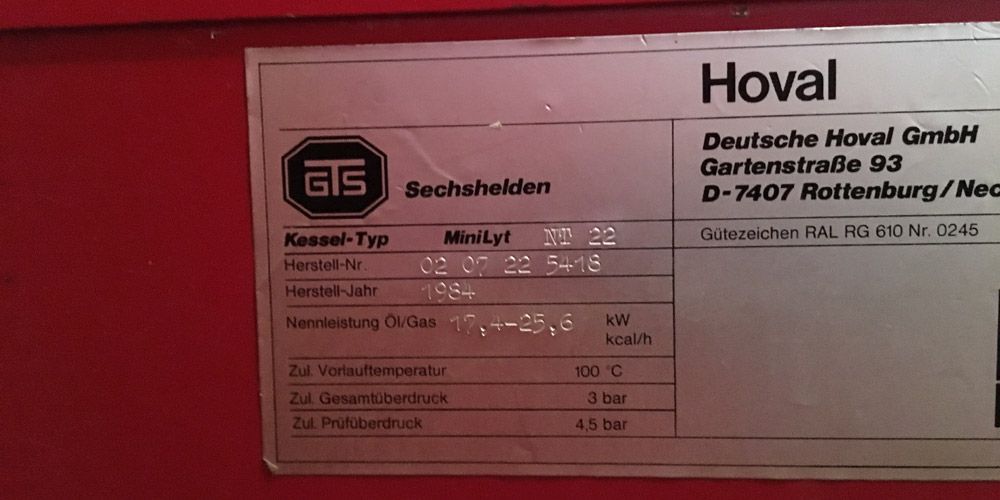 Hoval
GTS
Sechshelden
Deutsche Hoval GmbH
Gartenstraße 93
D-7407 Rottenburg/Nec
Kessel-Typ MiniLyt NT 22
Gütezeichen RAL RG 610 Nr. 0245
Herstell-Nr. 02 07 22 5418
Herstell-Jahr 1984
Nennleistung Öl/Gas 17,4-25,6 kW
kcal/h
Zul. Vorlauftemperatur 100 °C
Zul. Gesamtüberdruck 3 bar
Zul. Prüfüberdruck 4,5 bar